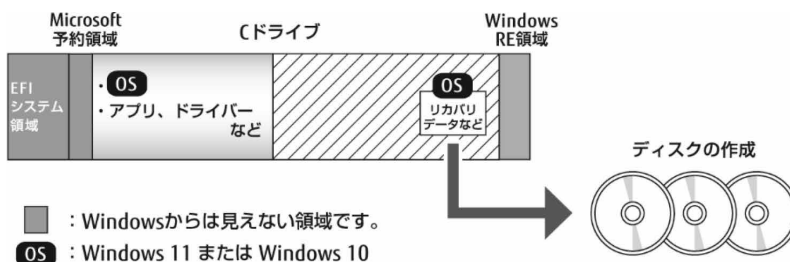 Microsoft
予約領域
Cドライブ
Windows
RE領域
EFI
システム
領域
・OS
・アプリ、ドライバー
など
OS
リカバリ
データなど
ディスクの作成
：Windowsからは見えない領域です。
OS ：Windows 11 または Windows 10